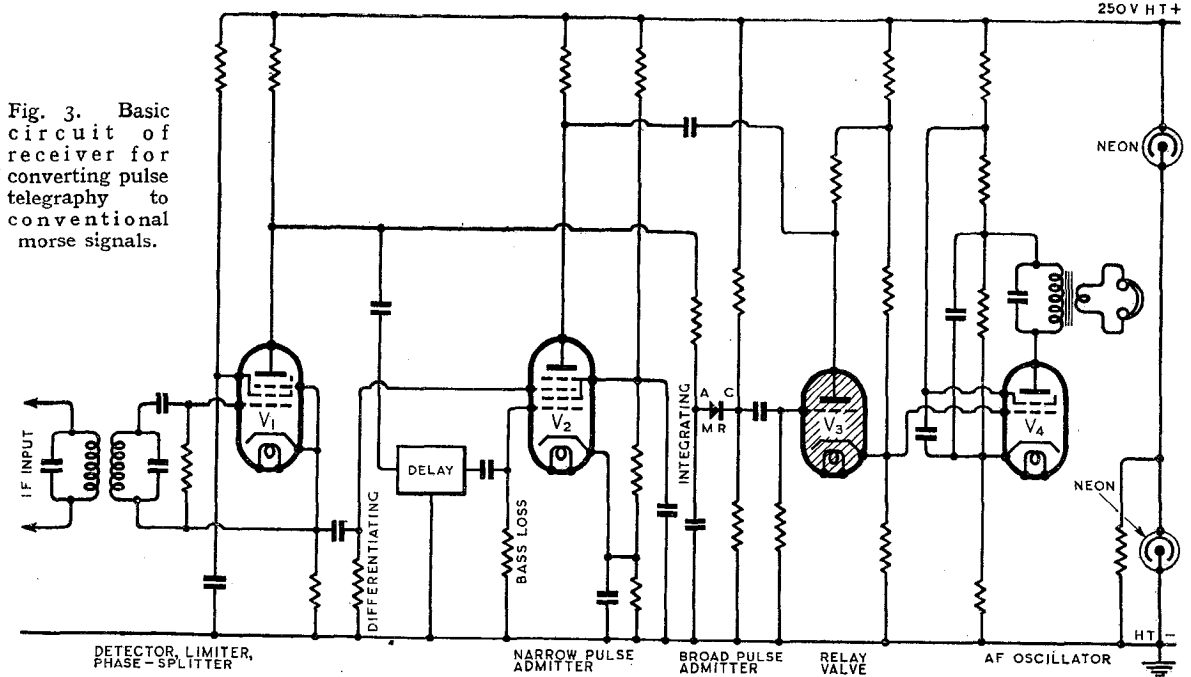 250V HT+
Fig. 3. Basic
circuit of
receiver for
converting pulse
telegraphy to
conventional
morse signals.
NEON
V1
V2
V3
V4
IF INPUT
DELAY
DIFFERENTIATING
BASS LOSS
INTEGRATING
A C
MR
NEON
HT-
DETECTOR, LIMITER,
PHASE-SPLITTER
NARROW PULSE
ADMITTER
BROAD PULSE
ADMITTER
RELAY
VALVE
AF OSCILLATOR